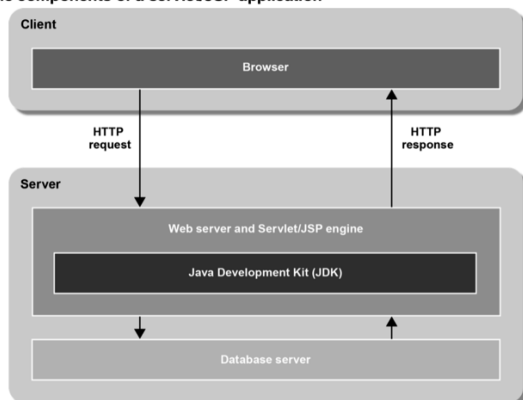 Client
Browser
HTTP
request
HTTP
response
Server
Web server and Servlet/JSP engine
Java Development Kit (JDK)
Database server